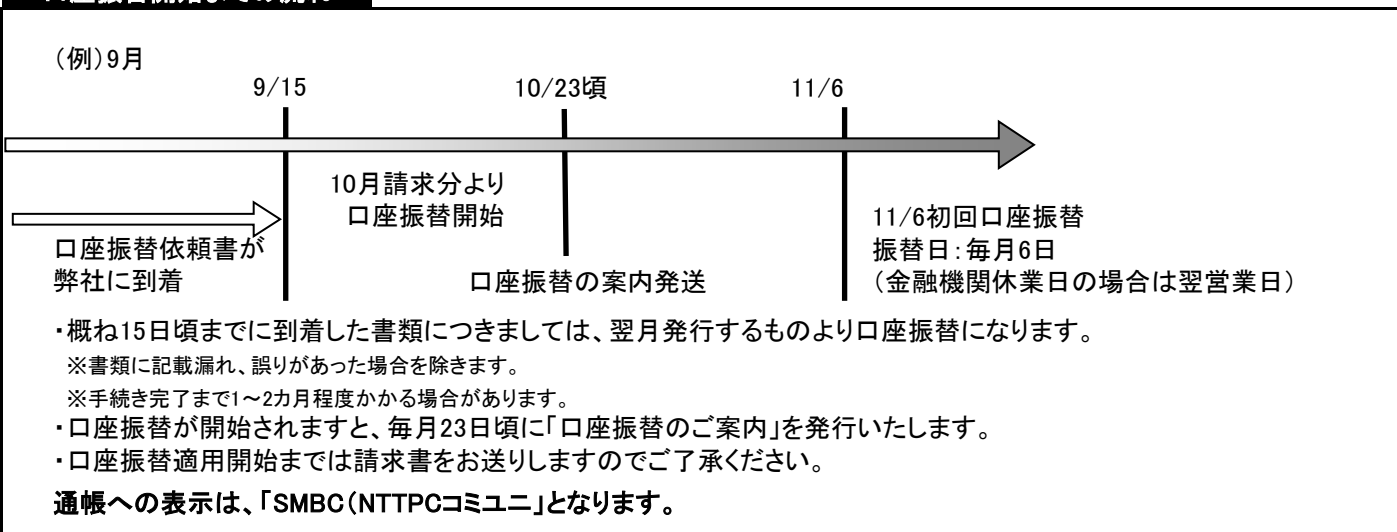 口座振替開始までの流れ
（例）9月
9/15
10/23頃
11/6
10月請求分より
口座振替開始
口座振替依頼書が
弊社に到着
口座振替の案内発送
11/6初回口座振替
振替日：毎月6日
（金融機関休業日の場合は翌営業日）
・概ね15日頃までに到着した書類につきましては、翌月発行するものより口座振替になります。
※書類に記載漏れ、誤りがあった場合を除きます。
※手続き完了まで1～2カ月程度かかる場合があります。
・口座振替が開始されますと、毎月23日頃に「口座振替のご案内」を発行いたします。
・口座振替適用開始までは請求書をお送りしますのでご了承ください。
通帳への表示は、「SMBC（NTTPCコミユニ」となります。